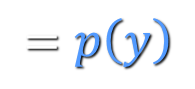 = p(y)